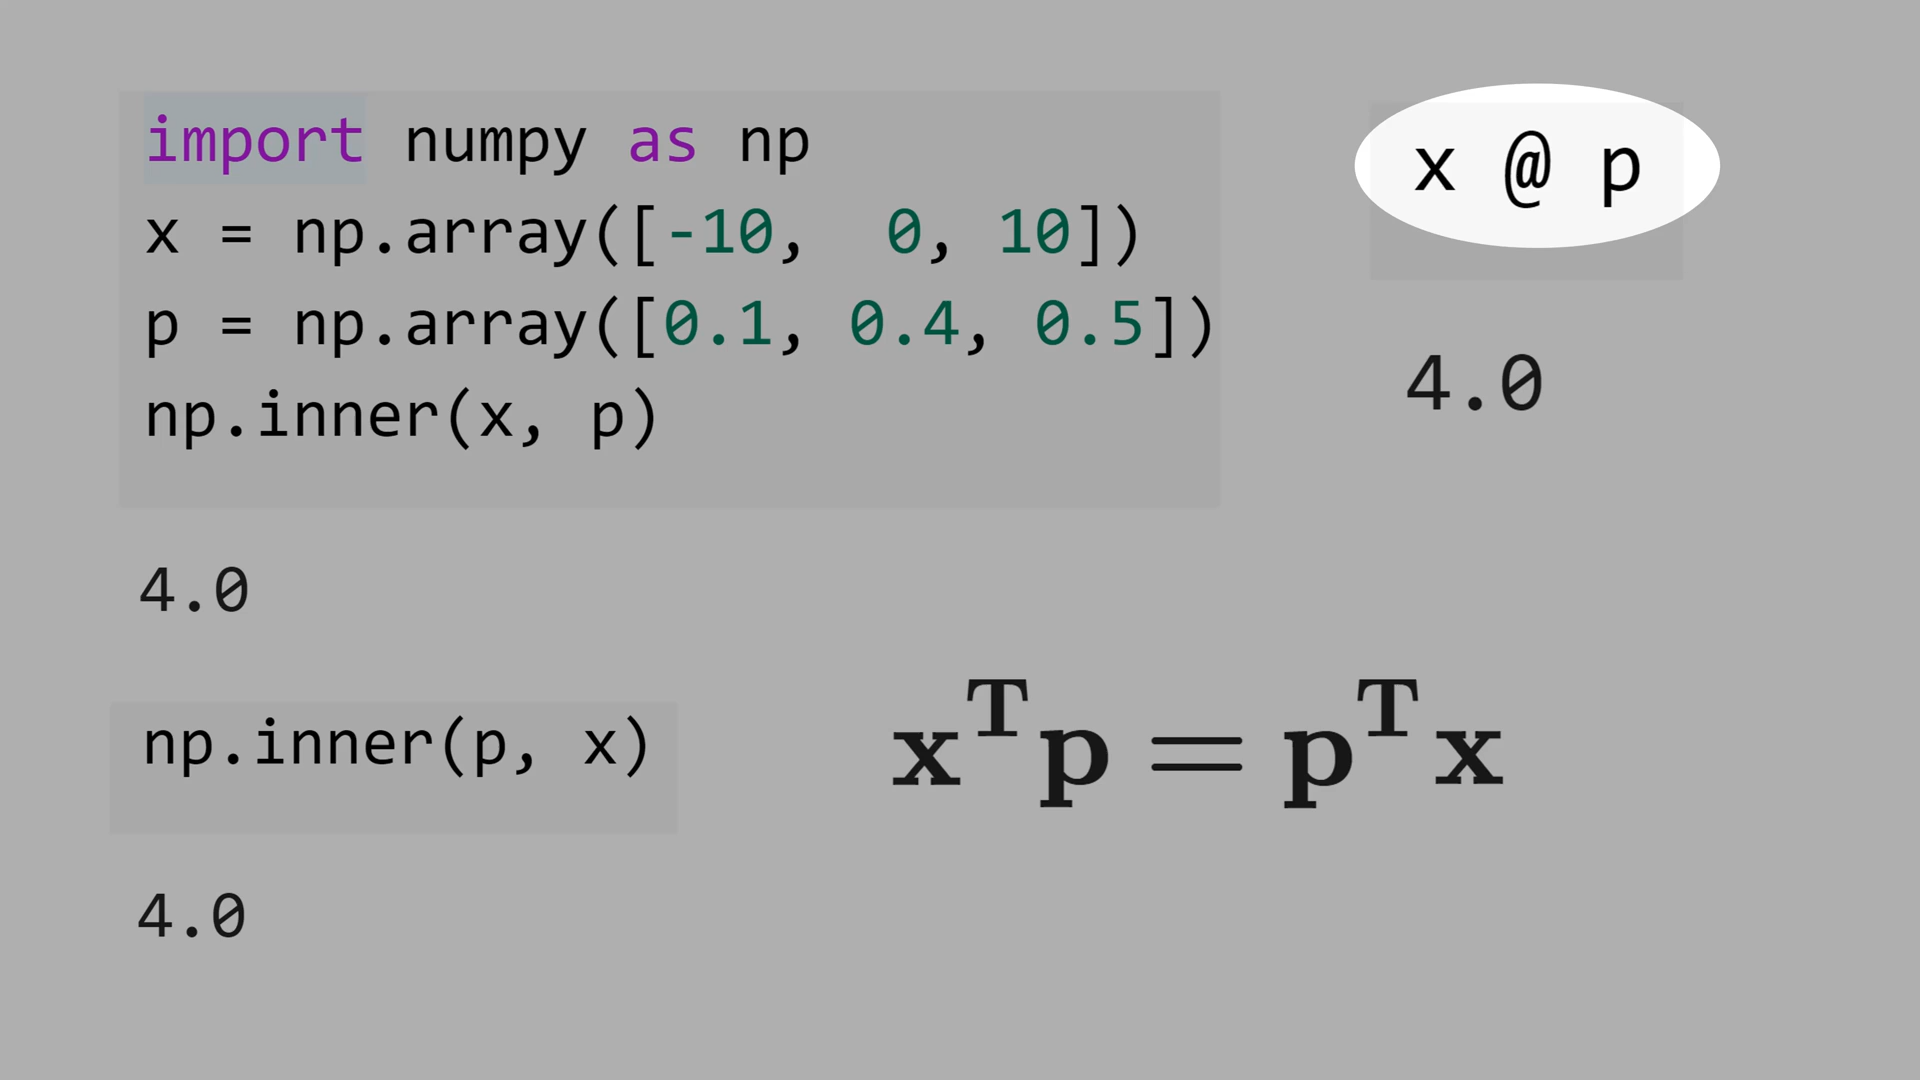 import numpy as np
x = np.array([-10,  0, 10])
p = np.array([0.1, 0.4, 0.5])
np.inner(x, p)
4.0
x @ p
4.0
np.inner(p, x)
4.0
xᵀp = pᵀx